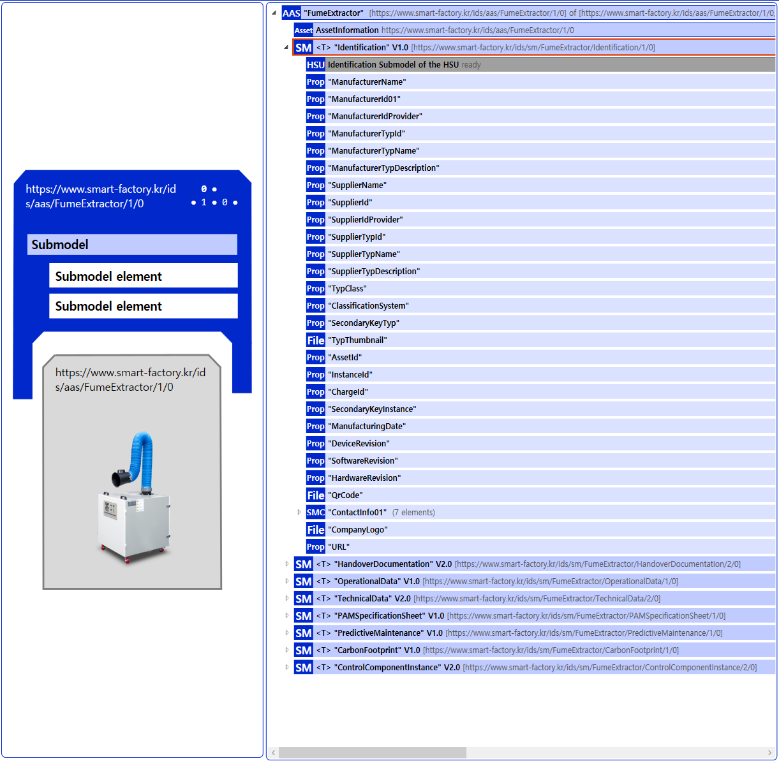 https://www.smart-factory.kr/id
s/aas/FumeExtractor/1/0
Submodel
Submodel element
Submodel element
https://www.smart-factory.kr/id
s/aas/FumeExtractor/1/0
AAS "FumeExtractor" [https://www.smart-factory.kr/ids/aas/FumeExtractor/1/0] of [https://www.smart-factory.kr/ids/aas/FumeExtractor/1/0,
Asset AssetInformation https://www.smart-factory.kr/ids/aas/FumeExtractor/1/0
SM <T> "Identification" V1.0 [https://www.smart-factory.kr/ids/sm/FumeExtractor/Identification/1/0]
HSU Identification Submodel of the HSU ready
Prop "ManufacturerName"
Prop "ManufacturerId01"
Prop "ManufacturerIdProvider"
Prop "ManufacturerTypId"
Prop "ManufacturerTypName"
Prop "ManufacturerTypDescription"
Prop "SupplierName"
Prop "SupplierId"
Prop "SupplierIdProvider"
Prop "SupplierTypId"
Prop "SupplierTypName"
Prop "SupplierTypDescription"
Prop "TypClass"
Prop "ClassificationSystem"
Prop "SecondaryKeyTyp"
File "TypThumbnail"
Prop "AssetId"
Prop "InstanceId"
Prop "ChargeId"
Prop "SecondaryKeyInstance"
Prop "ManufacturingDate"
Prop "DeviceRevision"
Prop "SoftwareRevision"
Prop "HardwareRevision"
File "QrCode"
SMC "ContactInfo01" (7 elements)
File "CompanyLogo"
Prop "URL"
SM <T> "HandoverDocumentation" V2.0 [https://www.smart-factory.kr/ids/sm/FumeExtractor/HandoverDocumentation/2/0]
SM <T> "OperationalData" V1.0 [https://www.smart-factory.kr/ids/sm/FumeExtractor/OperationalData/1/0]
SM <T> "TechnicalData" V2.0 [https://www.smart-factory.kr/ids/sm/FumeExtractor/TechnicalData/2/0]
SM <T> "PAMSpecificationSheet" V1.0 [https://www.smart-factory.kr/ids/sm/FumeExtractor/PAMSpecificationSheet/1/0]
SM <T> "PredictiveMaintenance" V1.0 [https://www.smart-factory.kr/ids/sm/FumeExtractor/PredictiveMaintenance/1/0]
SM <T> "CarbonFootprint" V1.0 [https://www.smart-factory.kr/ids/sm/FumeExtractor/CarbonFootprint/1/0]
SM <T> "ControlComponentInstance" V2.0 [https://www.smart-factory.kr/ids/sm/FumeExtractor/ControlComponentInstance/2/0]